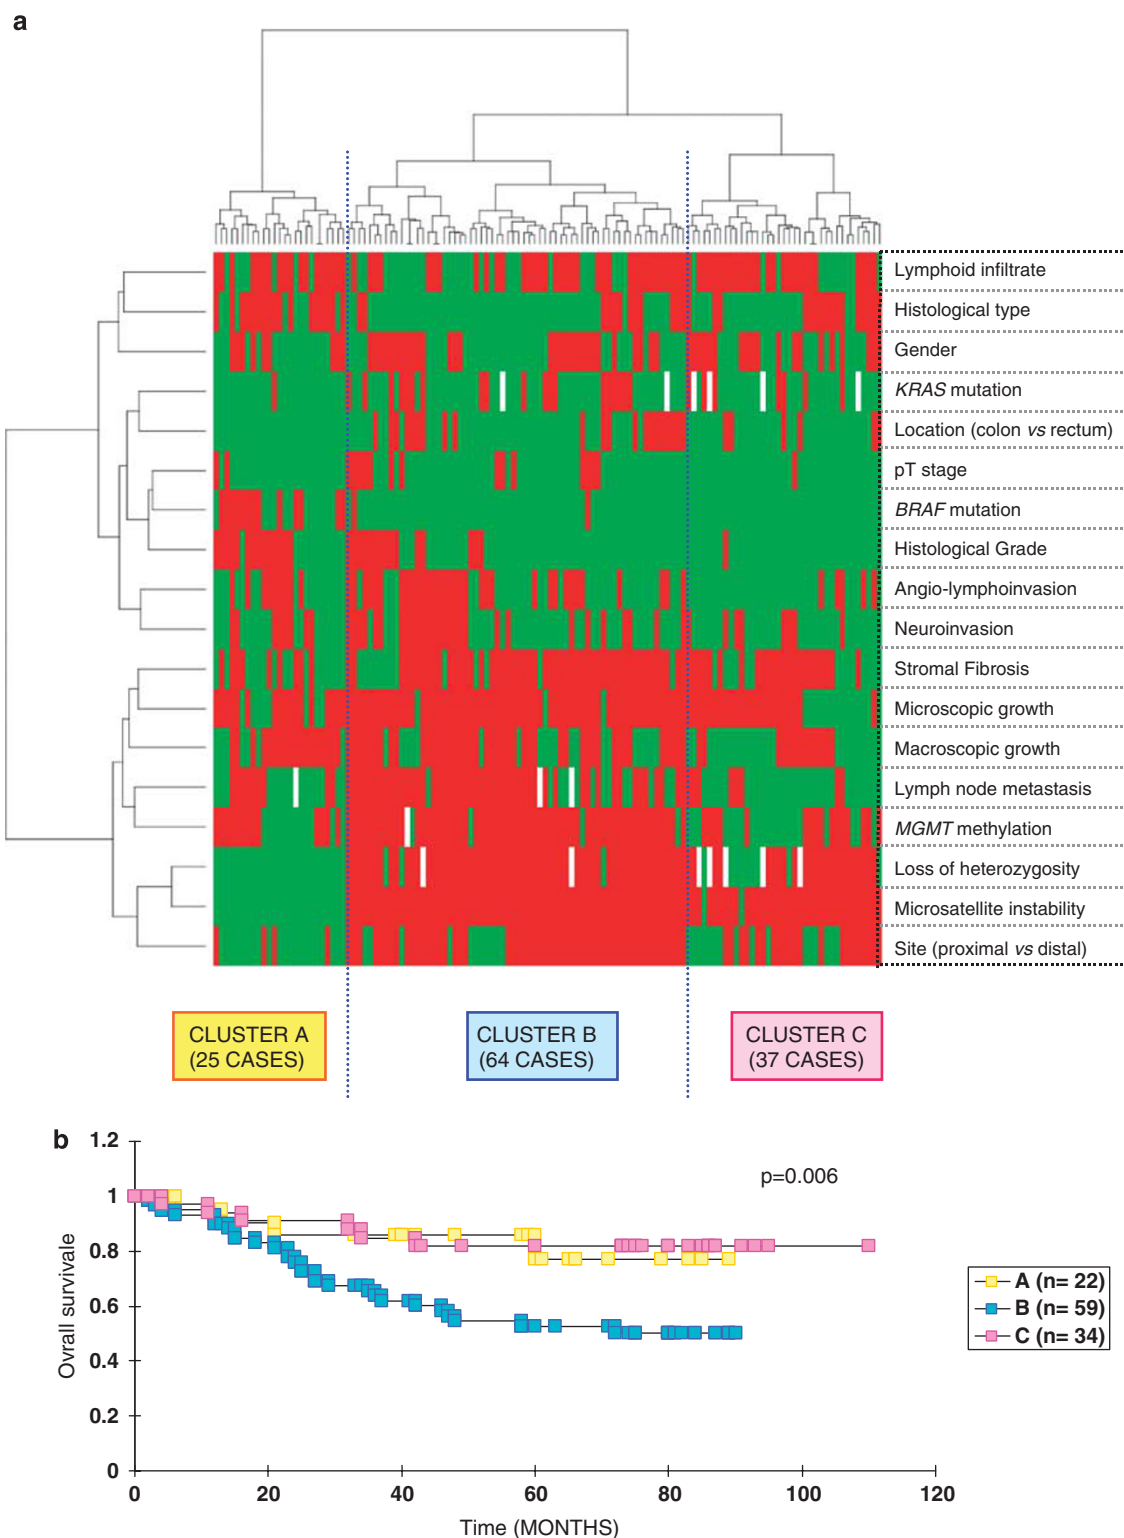 a
Lymphoid infiltrate
Histological type
Gender
KRAS mutation
Location (colon vs rectum)
pT stage
BRAF mutation
Histological Grade
Angio-lymphoinvasion
Neuroinvasion
Stromal Fibrosis
Microscopic growth
Macroscopic growth
Lymph node metastasis
MGMT methylation
Loss of heterozygosity
Microsatellite instability
Site (proximal vs distal)
CLUSTER A
(25 CASES)
CLUSTER B
(64 CASES)
CLUSTER C
(37 CASES)
b
1.2
1
0.8
0.6
0.4
0.2
0
Ovrall survivale
p=0.006
A (n= 22)
B (n= 59)
C (n= 34)
0 20 40 60 80 100 120
Time (MONTHS)